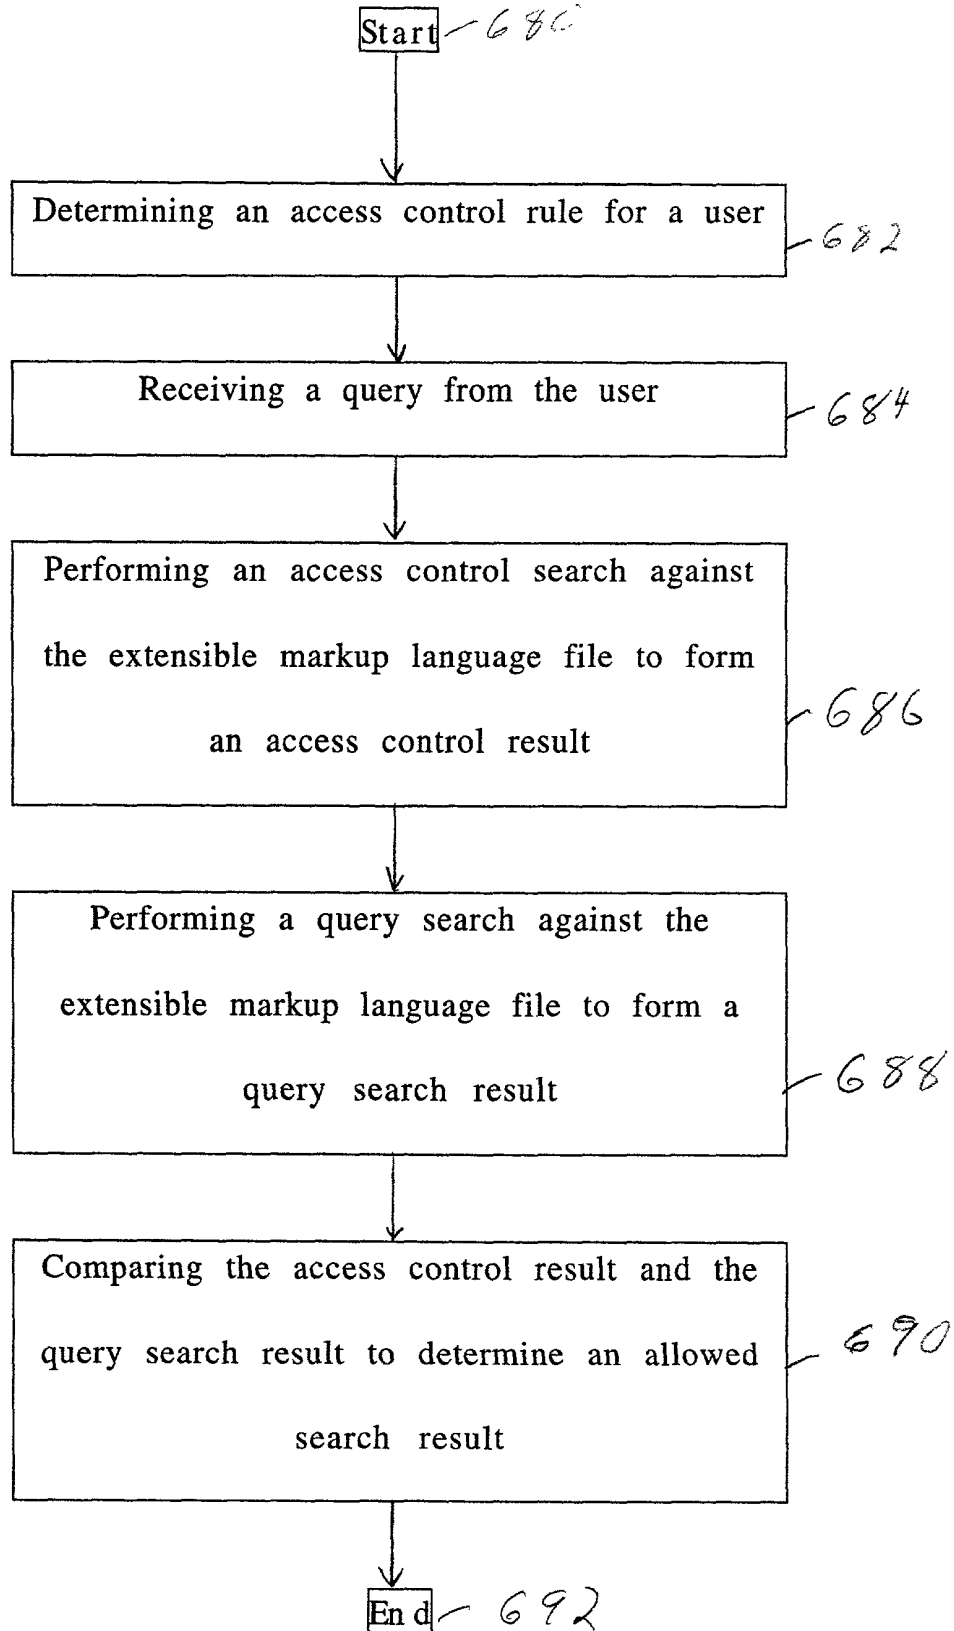 Start 680
Determining an access control rule for a user
682
Receiving a query from the user
684
Performing an access control search against
the extensible markup language file to form
an access control result
686
Performing a query search against the
extensible markup language file to form a
query search result
688
Comparing the access control result and the
query search result to determine an allowed
search result
690
End 692